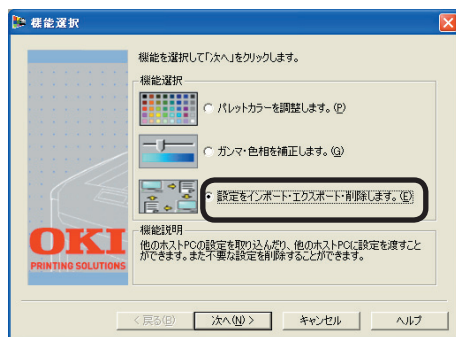 機能選択
機能を選択して「次へ」をクリックします。
機能選択
パレットカラーを調整します。(P)
ガンマ・色相を補正します。(G)
設定をインポート・エクスポート・削除します。(E)
機能説明
他のホストPCの設定を取り込んだり、他のホストPCに設定を渡すこと
ができます。また不要な設定を削除することができます。
OKI
PRINTING SOLUTIONS
< 戻る(B)
次へ(N) >
キャンセル
ヘルプ